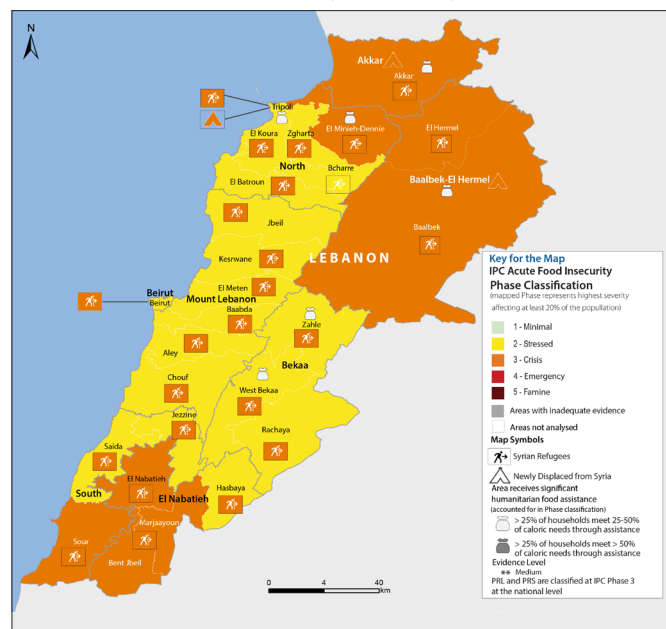 N
Akkar
Akkar
Tripoli
El Koura
Zgharta
El Minieh-Dennie
El Hermel
North
Bcharre
El Batroun
Baalbek-El Hermel
Jbeil
Baalbek
Kesrwane
LEBANON
El Meten
Beirut
Beirut
Mount Lebanon
Baabda
Zahle
Aley
Bekaa
Chouf
West Bekaa
Jezzine
Rachaya
Saida
El Nabatieh
Hasbaya
South
El Nabatieh
Marjaayoun
Sour
Bent Jbeil
0 4 40
km
Key for the Map
IPC Acute Food Insecurity
Phase Classification
(mapped Phase represents highest severity
affecting at least 20% of the population)
1 - Minimal
2 - Stressed
3 - Crisis
4 - Emergency
5 - Famine
Areas with inadequate evidence
Areas not analysed
Map Symbols
Syrian Refugees
Newly Displaced from Syria
Area receives significant
humanitarian food assistance
(accounted for in Phase classification)
> 25% of households meet 25-50%
of caloric needs through assistance
> 25% of households meet > 50%
of caloric needs through assistance
Evidence Level
** Medium
PRL and PRS are classified at IPC Phase 3
at the national level